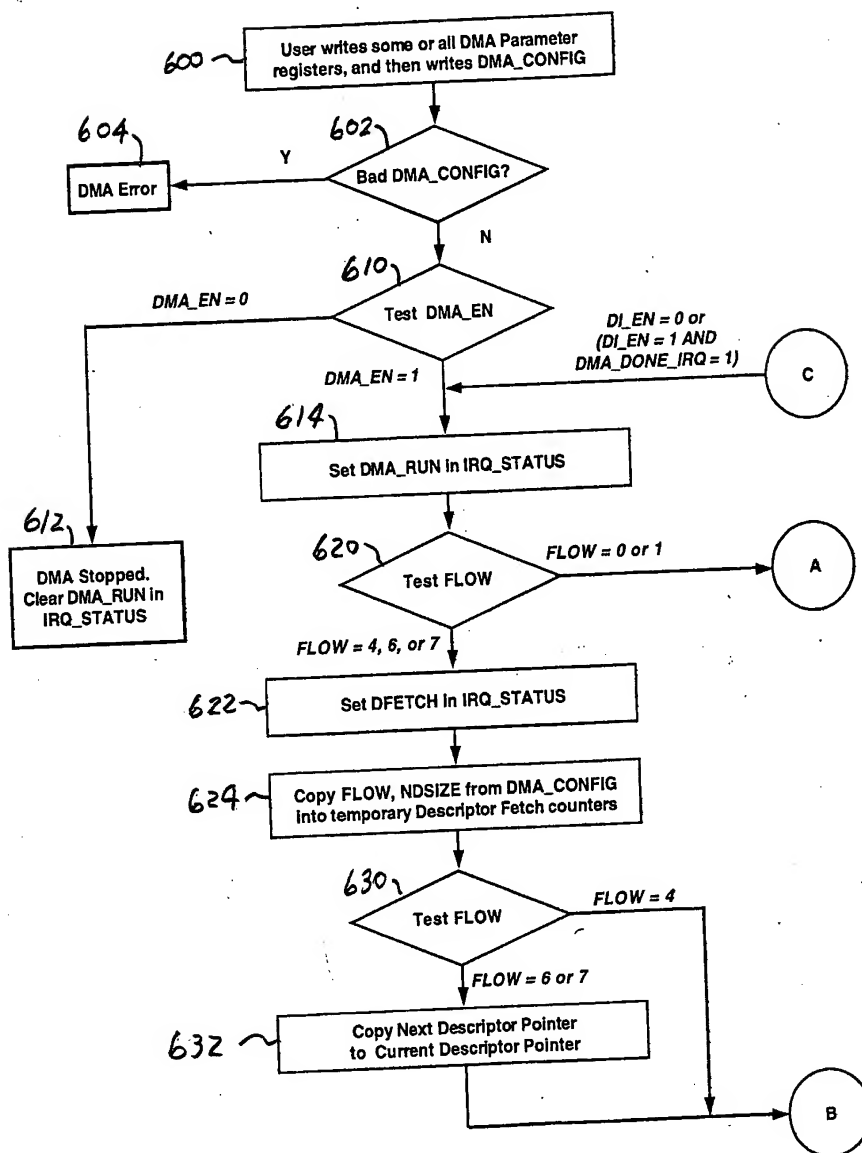 600
User writes some or all DMA Parameter
registers, and then writes DMA_CONFIG
604
602
Y
DMA Error
Bad DMA_CONFIG?
N
610
DMA_EN = 0
Test DMA_EN
DI_EN = 0 or
(DI_EN = 1 AND
DMA_DONE_IRQ = 1)
C
DMA_EN = 1
614
Set DMA_RUN in IRQ_STATUS
612
DMA Stopped.
Clear DMA_RUN in
IRQ_STATUS
620
Test FLOW
FLOW = 0 or 1
A
FLOW = 4, 6, or 7
622
Set DFETCH in IRQ_STATUS
624
Copy FLOW, NDSIZE from DMA_CONFIG
into temporary Descriptor Fetch counters
630
Test FLOW
FLOW = 4
FLOW = 6 or 7
632
Copy Next Descriptor Pointer
to Current Descriptor Pointer
B